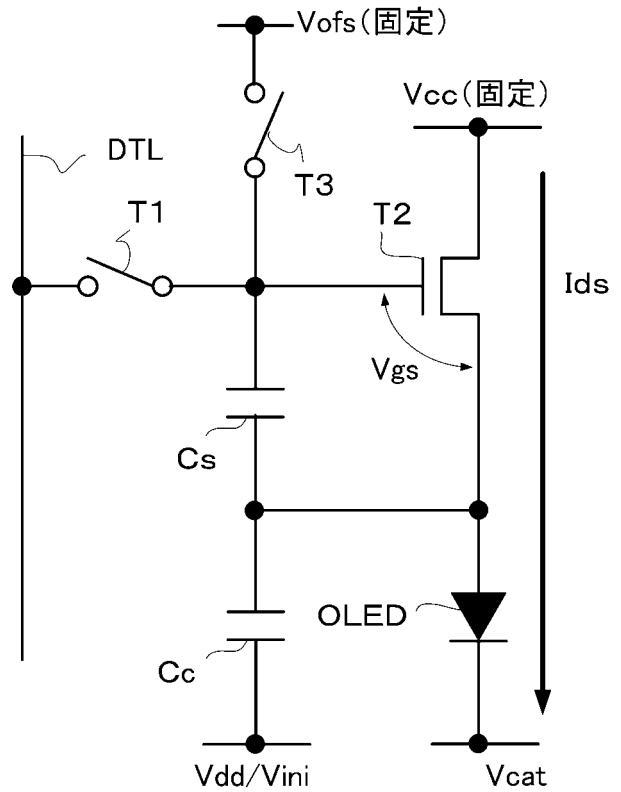 Vofs(固定)
Vcc(固定)
DTL
T3
T1
T2
Ids
Vgs
Cs
OLED
Cc
Vdd/Vini
Vcat